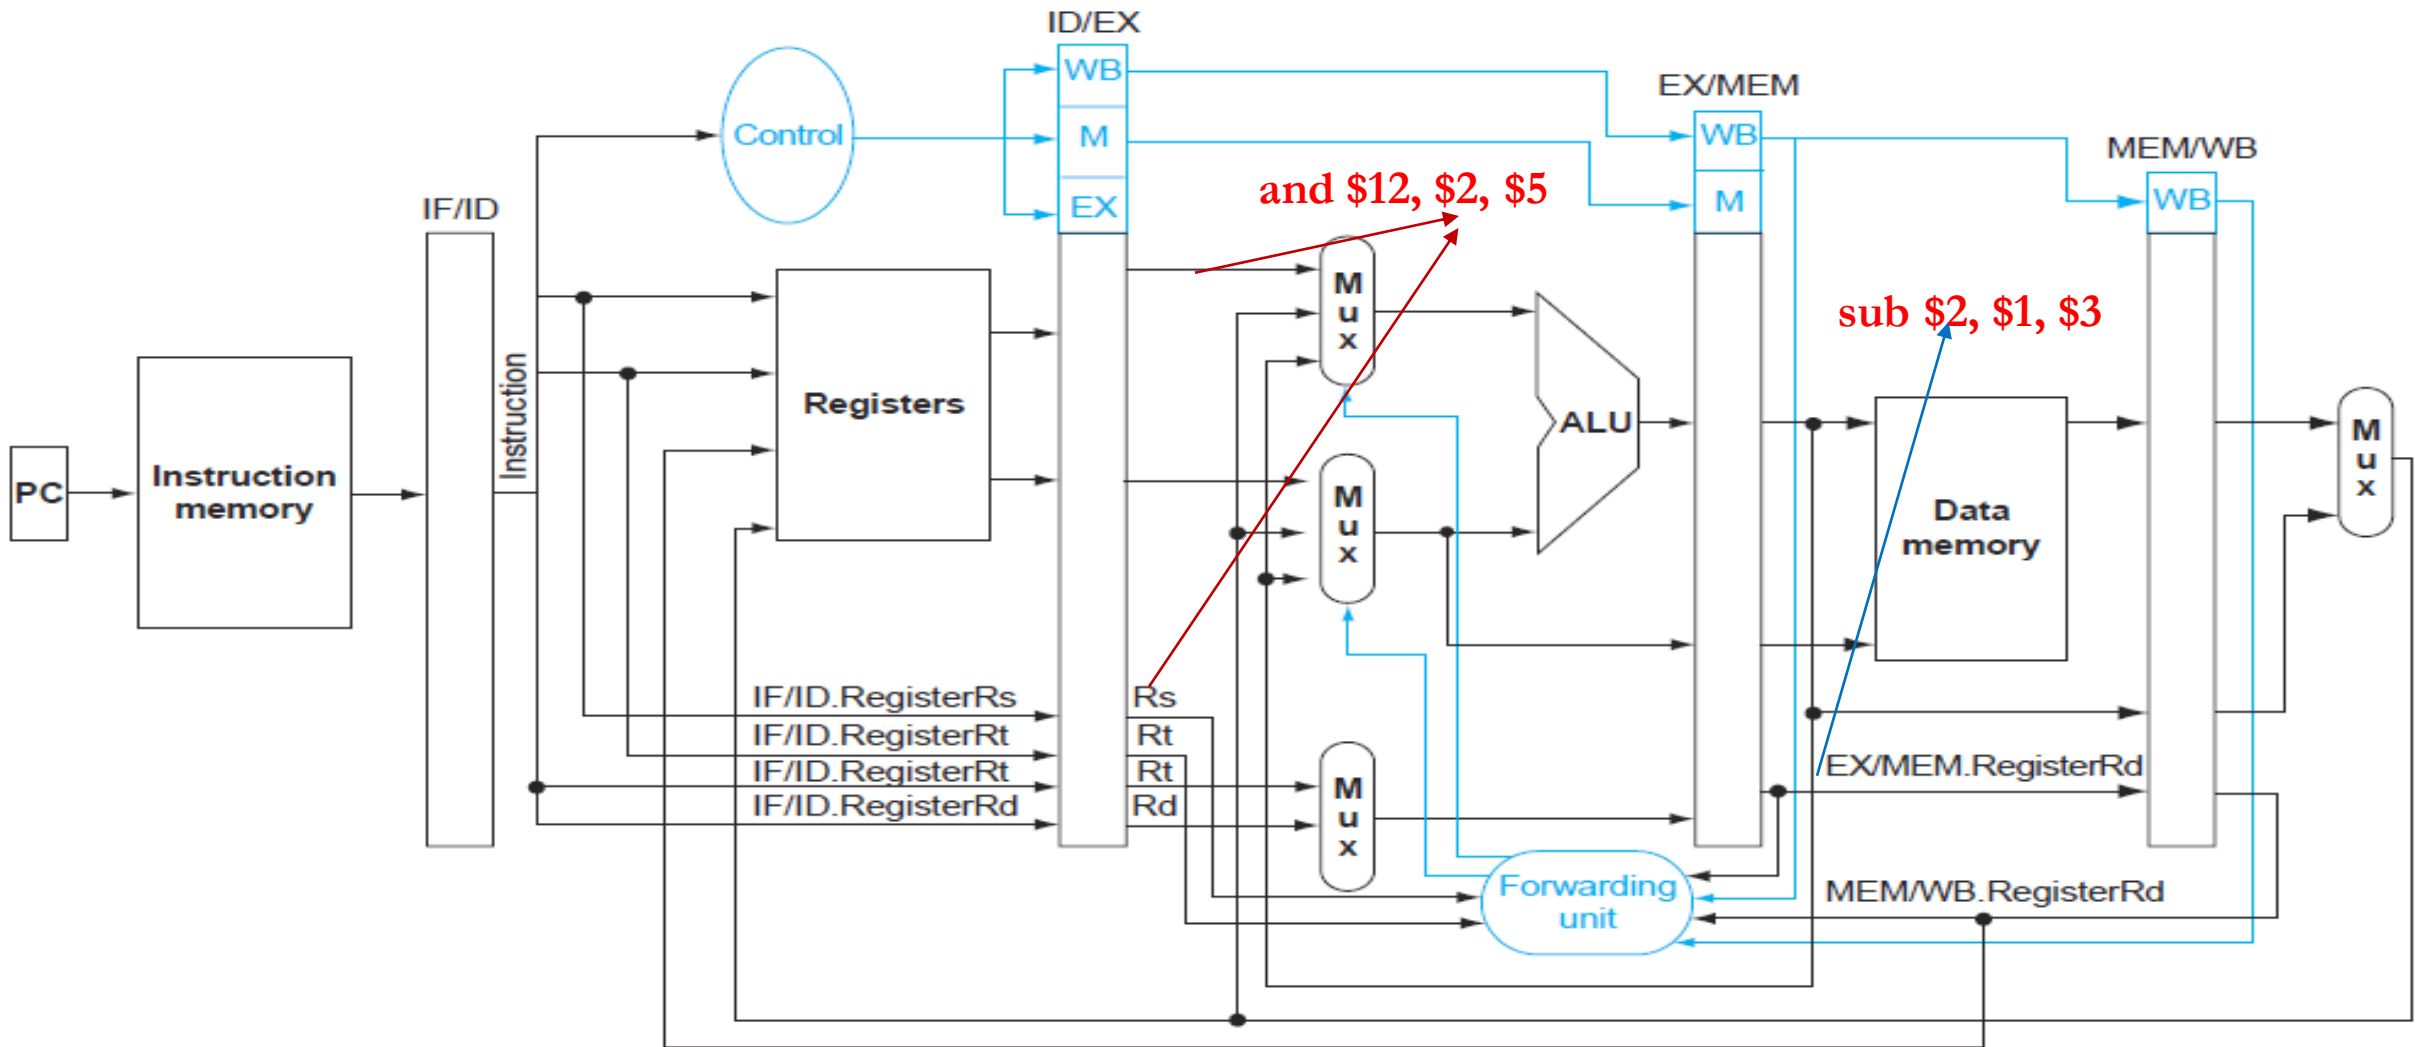 ID/EX
WB
M
EX
Control
EX/MEM
WB
M
MEM/WB
WB
and $12, $2, $5
sub $2, $1, $3
IF/ID
Instruction
PC
Instruction
memory
Registers
M
u
x
M
u
x
ALU
Data
memory
M
u
x
IF/ID.RegisterRs
Rs
IF/ID.RegisterRt
Rt
IF/ID.RegisterRt
Rt
IF/ID.RegisterRd
Rd
M
u
x
EX/MEM.RegisterRd
Forwarding
unit
MEM/WB.RegisterRd